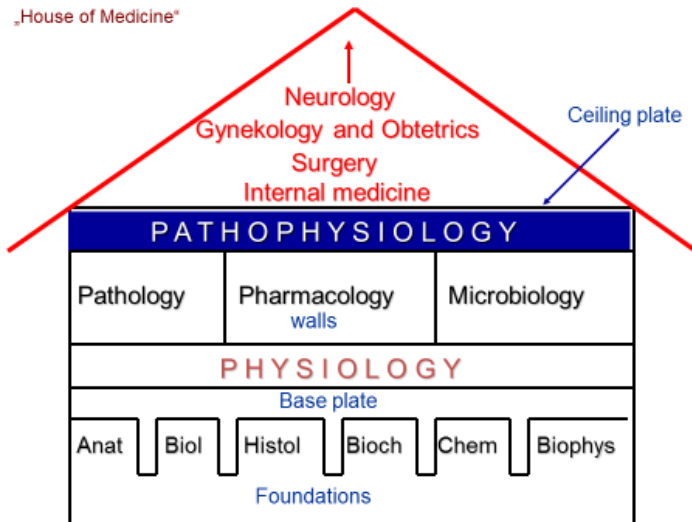 „House of Medicine“
Neurology
Gynekology and Obtetrics
Surgery
Internal medicine
Ceiling plate
PATHOPHYSIOLOGY
Pathology Pharmacology Microbiology
walls
PHYSIOLOGY
Base plate
Anat Biol Histol Bioch Chem Biophys
Foundations